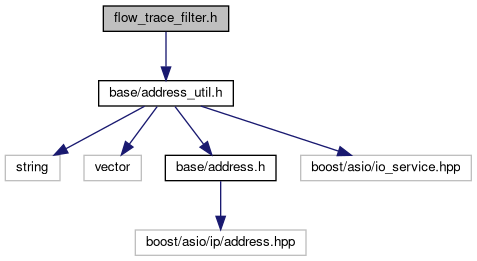 flow_trace_filter.h
base/address_util.h
string
vector
base/address.h
boost/asio/io_service.hpp
boost/asio/ip/address.hpp